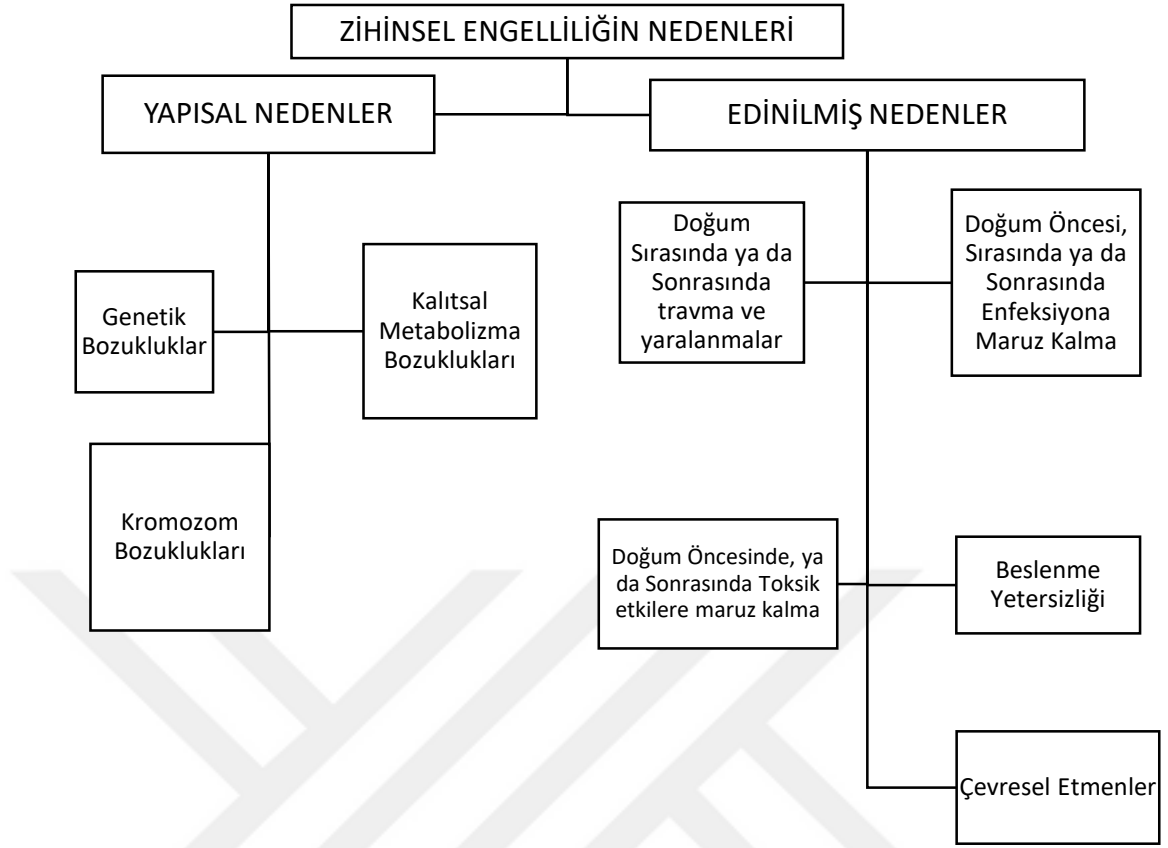 ZİHİNSEL ENGELLİLİĞİN NEDENLERİ
YAPISAL NEDENLER
EDİNİLMİŞ NEDENLER
Genetik
Bozukluklar
Kalıtsal
Metabolizma
Bozuklukları
Kromozom
Bozuklukları
Doğum
Sırasında ya da
Sonrasında
travma ve
yaralanmalar
Doğum Öncesi,
Sırasında ya da
Sonrasında
Enfeksiyona
Maruz Kalma
Doğum Öncesinde, ya
da Sonrasında Toksik
etkilere maruz kalma
Beslenme
Yetersizliği
Çevresel Etmenler